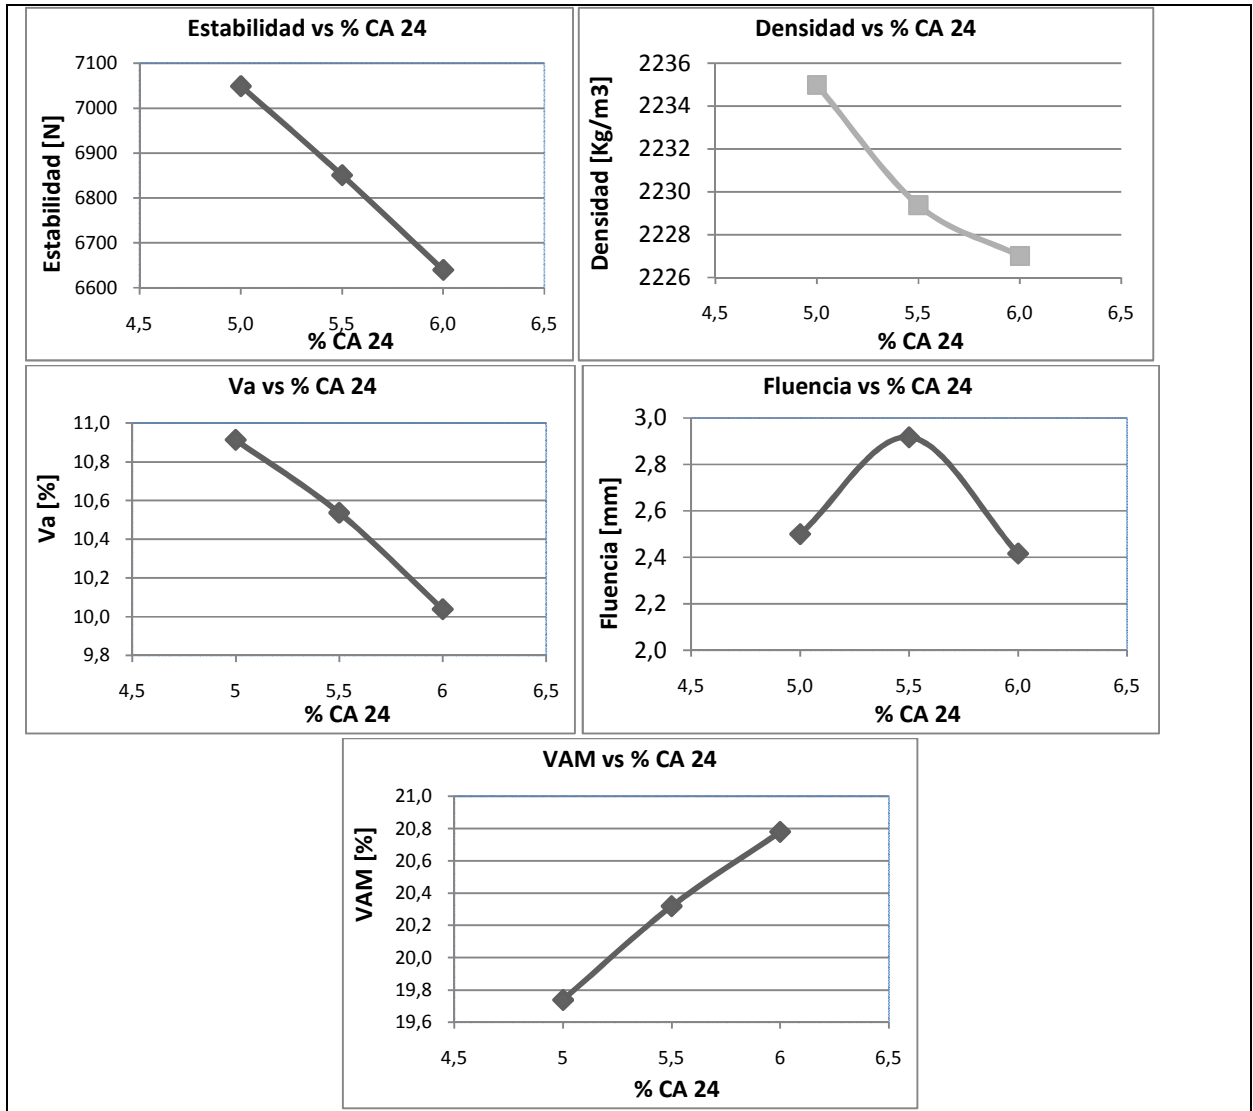 Estabilidad vs % CA 24
Estabilidad [N]
7100
7000
6900
6800
6700
6600
4,5 5,0 5,5 6,0 6,5
% CA 24
Densidad vs % CA 24
Densidad [Kg/m3]
2236
2234
2232
2230
2228
2226
4,5 5,0 5,5 6,0 6,5
% CA 24
Va vs % CA 24
Va [%]
11,0
10,8
10,6
10,4
10,2
10,0
9,8
4,5 5 5,5 6 6,5
% CA 24
Fluencia vs % CA 24
Fluencia [mm]
3,0
2,8
2,6
2,4
2,2
2,0
4,5 5,0 5,5 6,0 6,5
% CA 24
VAM vs % CA 24
VAM [%]
21,0
20,8
20,6
20,4
20,2
20,0
19,8
19,6
4,5 5 5,5 6 6,5
% CA 24